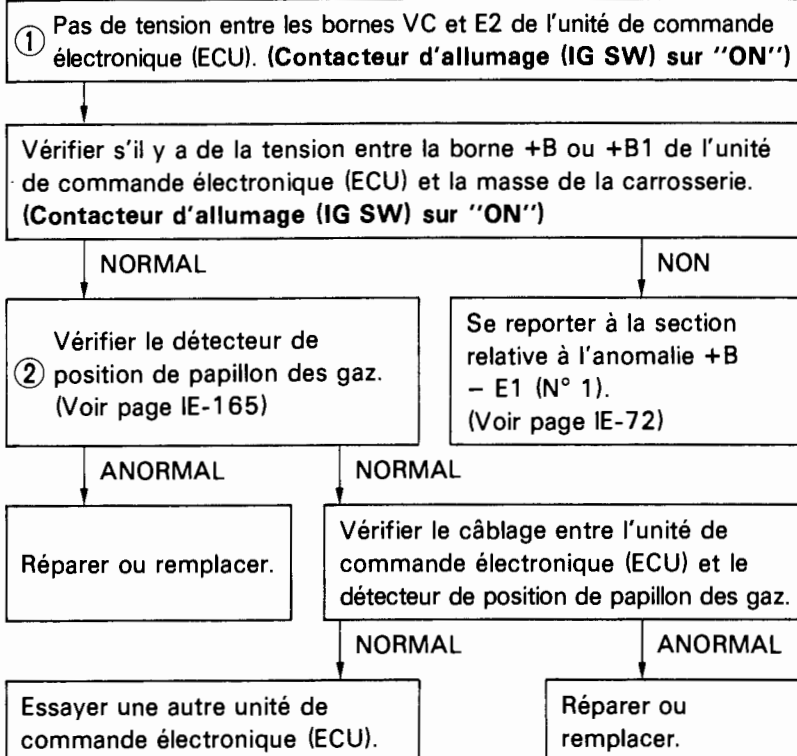 ① Pas de tension entre les bornes VC et E2 de l'unité de commande
électronique (ECU). (Contacteur d'allumage (IG SW) sur "ON")
Vérifier s'il y a de la tension entre la borne +B ou +B1 de l'unité
de commande électronique (ECU) et la masse de la carrosserie.
(Contacteur d'allumage (IG SW) sur "ON")
NORMAL
NON
Vérifier le détecteur de
② position de papillon des gaz.
(Voir page IE-165)
Se reporter à la section
relative à l'anomalie +B
– E1 (N° 1).
(Voir page IE-72)
ANORMAL
NORMAL
Réparer ou remplacer.
Vérifier le câblage entre l'unité de
commande électronique (ECU) et le
détecteur de position de papillon des gaz.
NORMAL
ANORMAL
Essayer une autre unité de
commande électronique (ECU).
Réparer ou
remplacer.